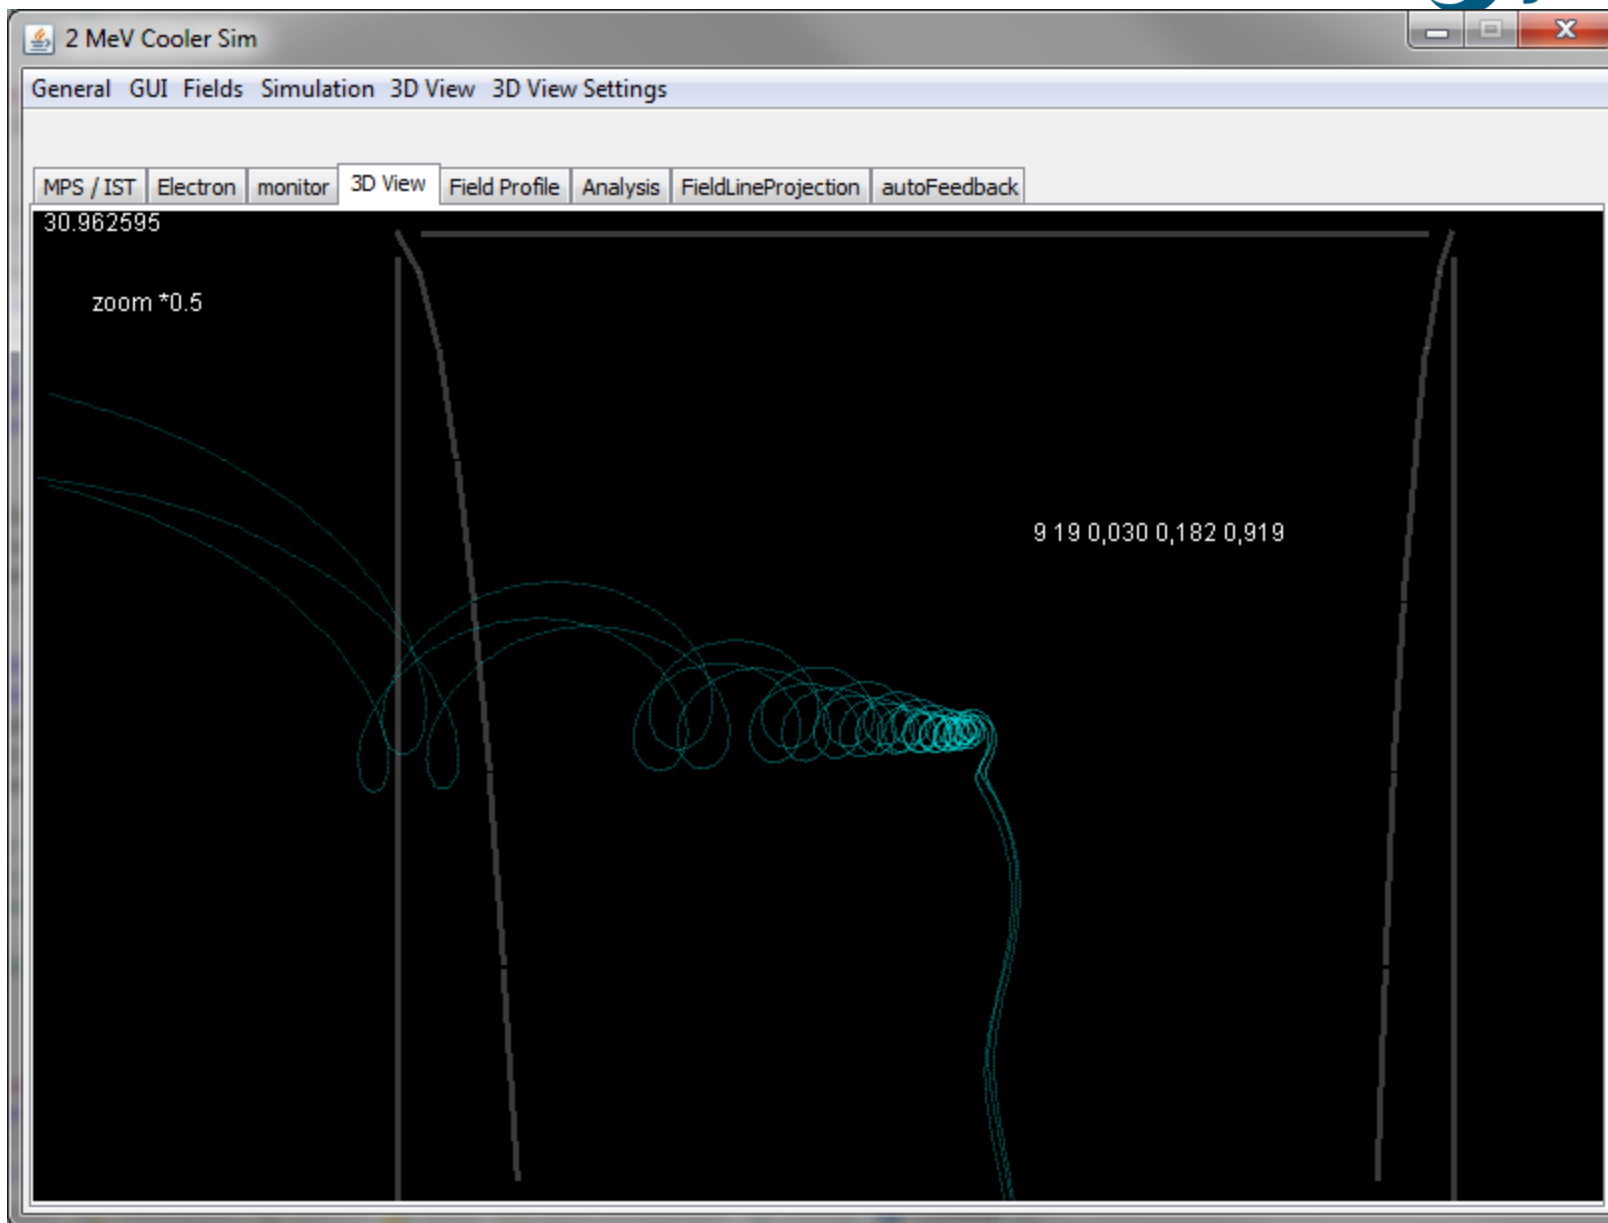 2 MeV Cooler Sim
General GUI Fields Simulation 3D View 3D View Settings
MPS / IST Electron monitor 3D View Field Profile Analysis FieldLineProjection autoFeedback
30.962595
zoom *0.5
9 19 0,030 0,182 0,919